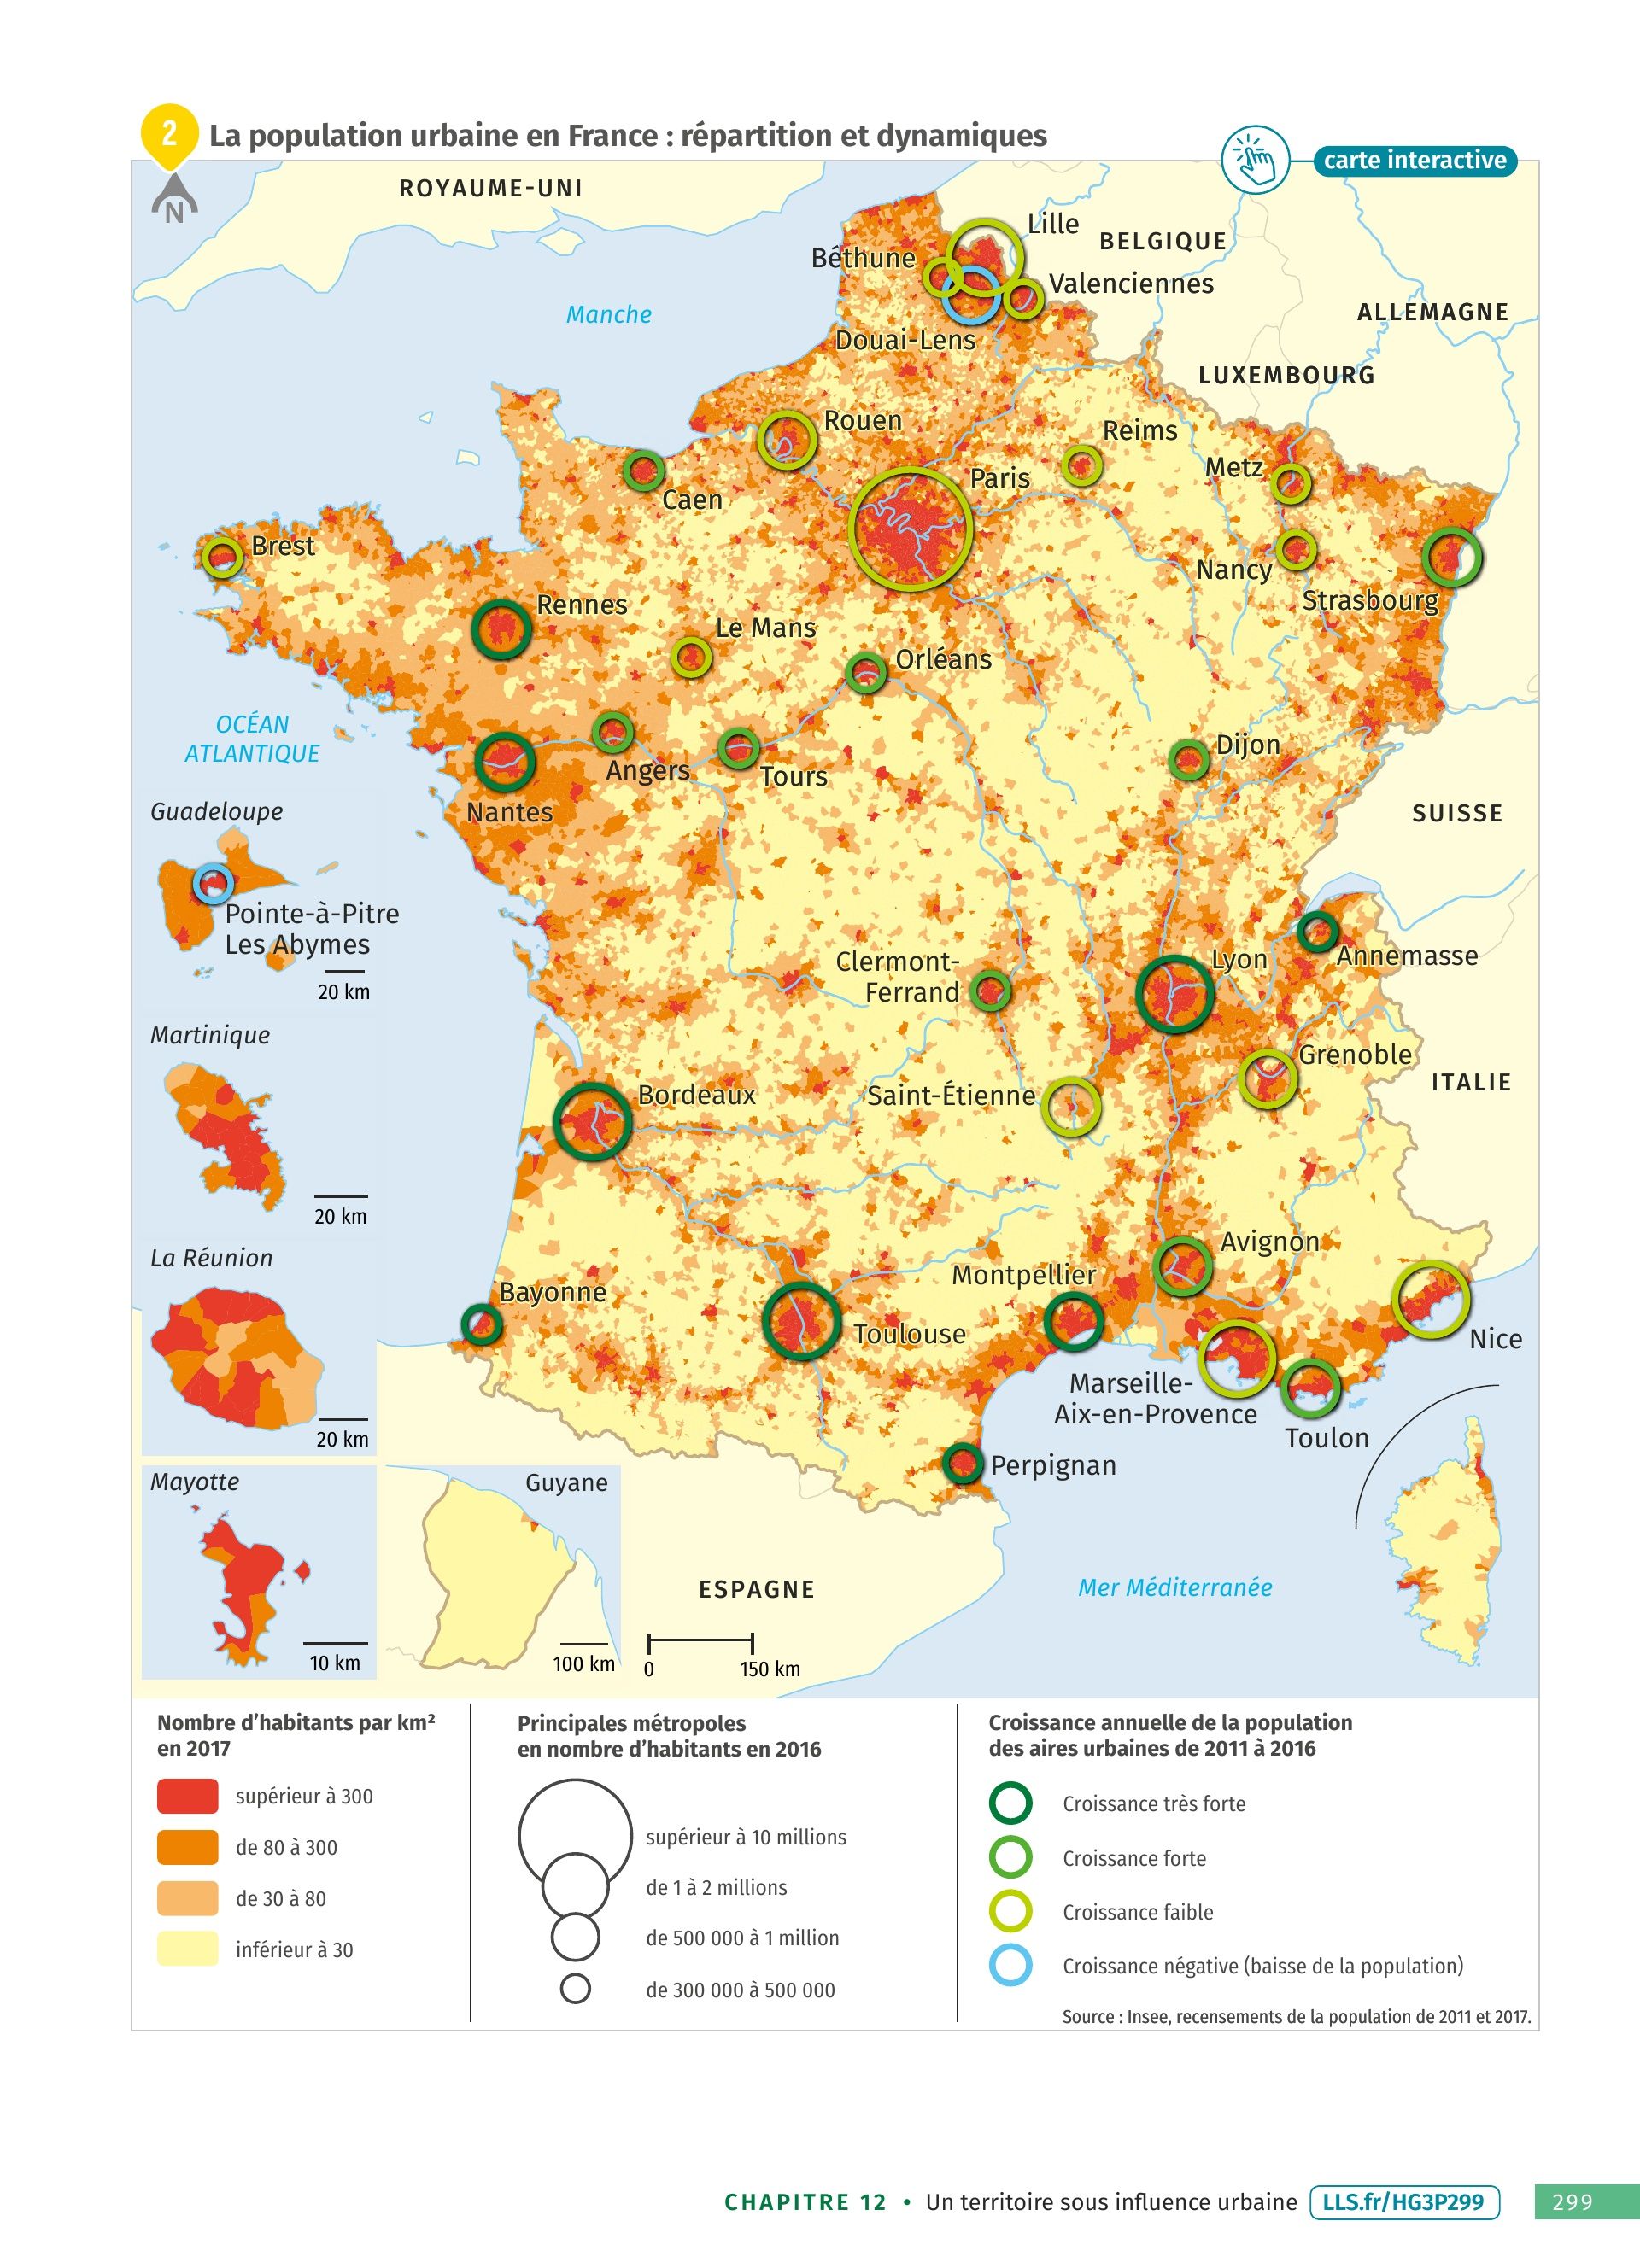 2
La population urbaine en France : répartition et dynamiques
carte interactive
N
ROYAUME-UNI
Lille
BELGIQUE
Béthune
Valenciennes
ALLEMAGNE
Manche
Douai-Lens
LUXEMBOURG
Rouen
Reims
Metz
Paris
Caen
Brest
Nancy
Strasbourg
Rennes
Le Mans
Orléans
OCÉAN
ATLANTIQUE
Dijon
Angers
Tours
Nantes
SUISSE
Guadeloupe
Pointe-à-Pitre
Les Abymes
20 km
Clermont-
Ferrand
Lyon
Annemasse
Martinique
20 km
Grenoble
ITALIE
Bordeaux
Saint-Étienne
La Réunion
20 km
Avignon
Montpellier
Bayonne
Toulouse
Nice
Marseille-
Aix-en-Provence
Toulon
Perpignan
Mayotte
10 km
Guyane
100 km
ESPAGNE
Mer Méditerranée
0 150 km
Nombre d’habitants par km²
en 2017
supérieur à 300
de 80 à 300
de 30 à 80
inférieur à 30
Principales métropoles
en nombre d’habitants en 2016
supérieur à 10 millions
de 1 à 2 millions
de 500 000 à 1 million
de 300 000 à 500 000
Croissance annuelle de la population
des aires urbaines de 2011 à 2016
Croissance très forte
Croissance forte
Croissance faible
Croissance négative (baisse de la population)
Source : Insee, recensements de la population de 2011 et 2017.
CHAPITRE 12 • Un territoire sous influence urbaine LLS.fr/HG3P299 299